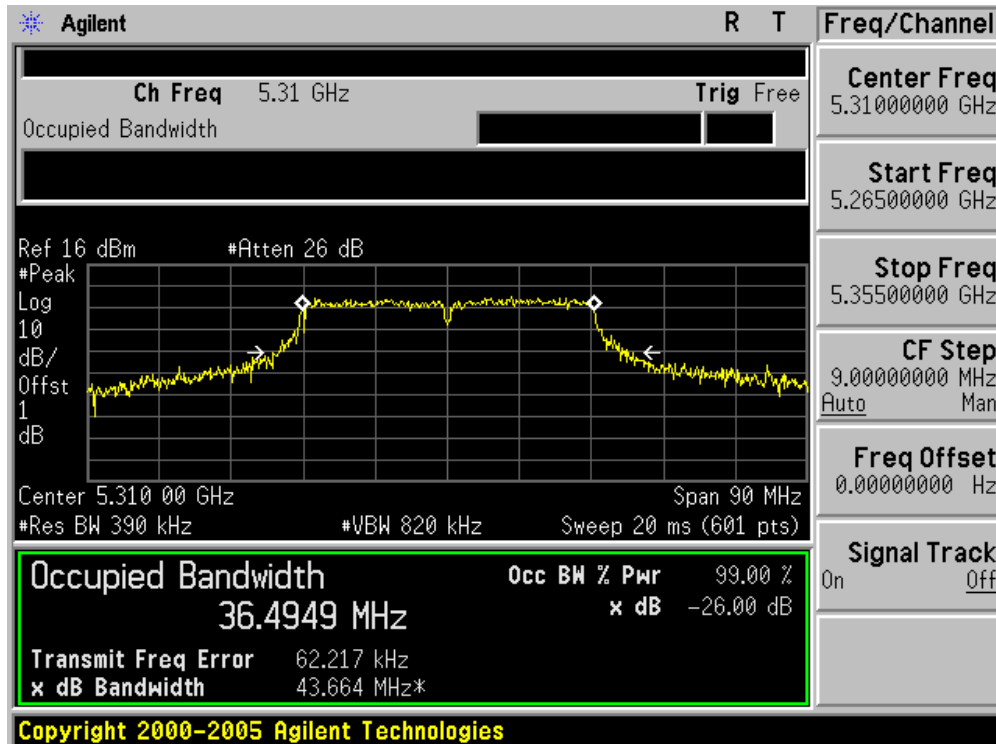 Agilent R T
Ch Freq 5.31 GHz Trig Free
Occupied Bandwidth
Ref 16 dBm #Atten 26 dB
#Peak
Log
10
dB/
Offst
1
dB
Center 5.310 00 GHz Span 90 MHz
#Res BW 390 kHz #VBW 820 kHz Sweep 20 ms (601 pts)
Occupied Bandwidth Occ BW % Pwr 99.00 %
36.4949 MHz x dB -26.00 dB
Transmit Freq Error 62.217 kHz
x dB Bandwidth 43.664 MHz*
Copyright 2000-2005 Agilent Technologies
Freq/Channel
Center Freq
5.31000000 GHz
Start Freq
5.26500000 GHz
Stop Freq
5.35500000 GHz
CF Step
9.00000000 MHz
Auto Man
Freq Offset
0.00000000 Hz
Signal Track
On Off